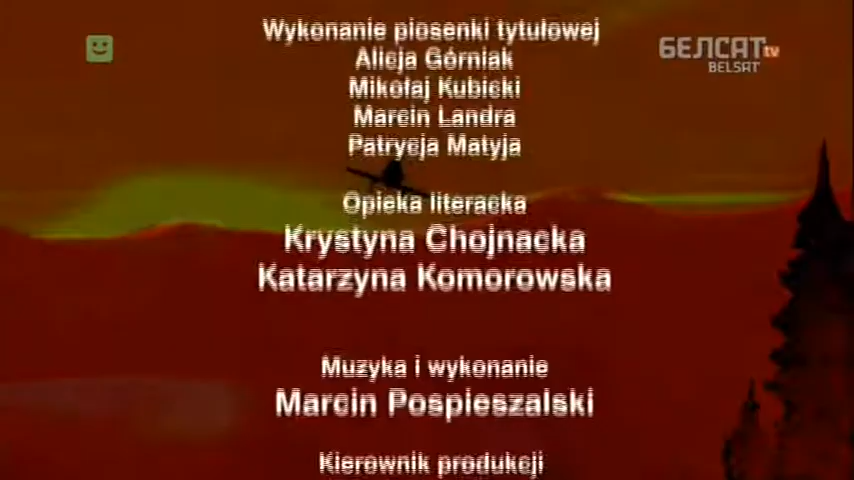 Wykonanie piosenki tytułowej
БЕЛСАТ tv
BELSAT
Alicja Górniak
Mikołaj Kubicki
Marcin Landra
Patrycja Matyja
Opieka literacka
Krystyna Chojnacka
Katarzyna Komorowska
Muzyka i wykonanie
Marcin Pospieszalski
Kierownik produkcji